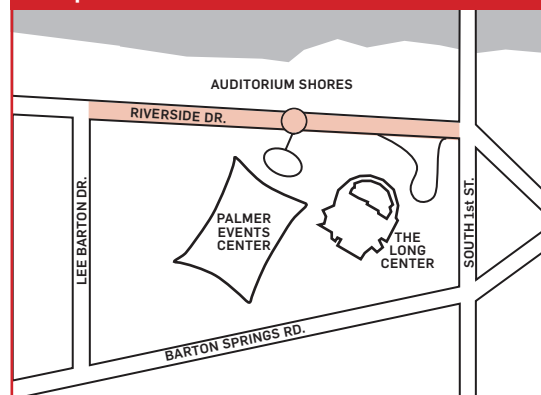 AUDITORIUM SHORES
RIVERSIDE DR.
LEE BARTON DR.
PALMER
EVENTS
CENTER
THE
LONG
CENTER
SOUTH 1st ST.
BARTON SPRINGS RD.